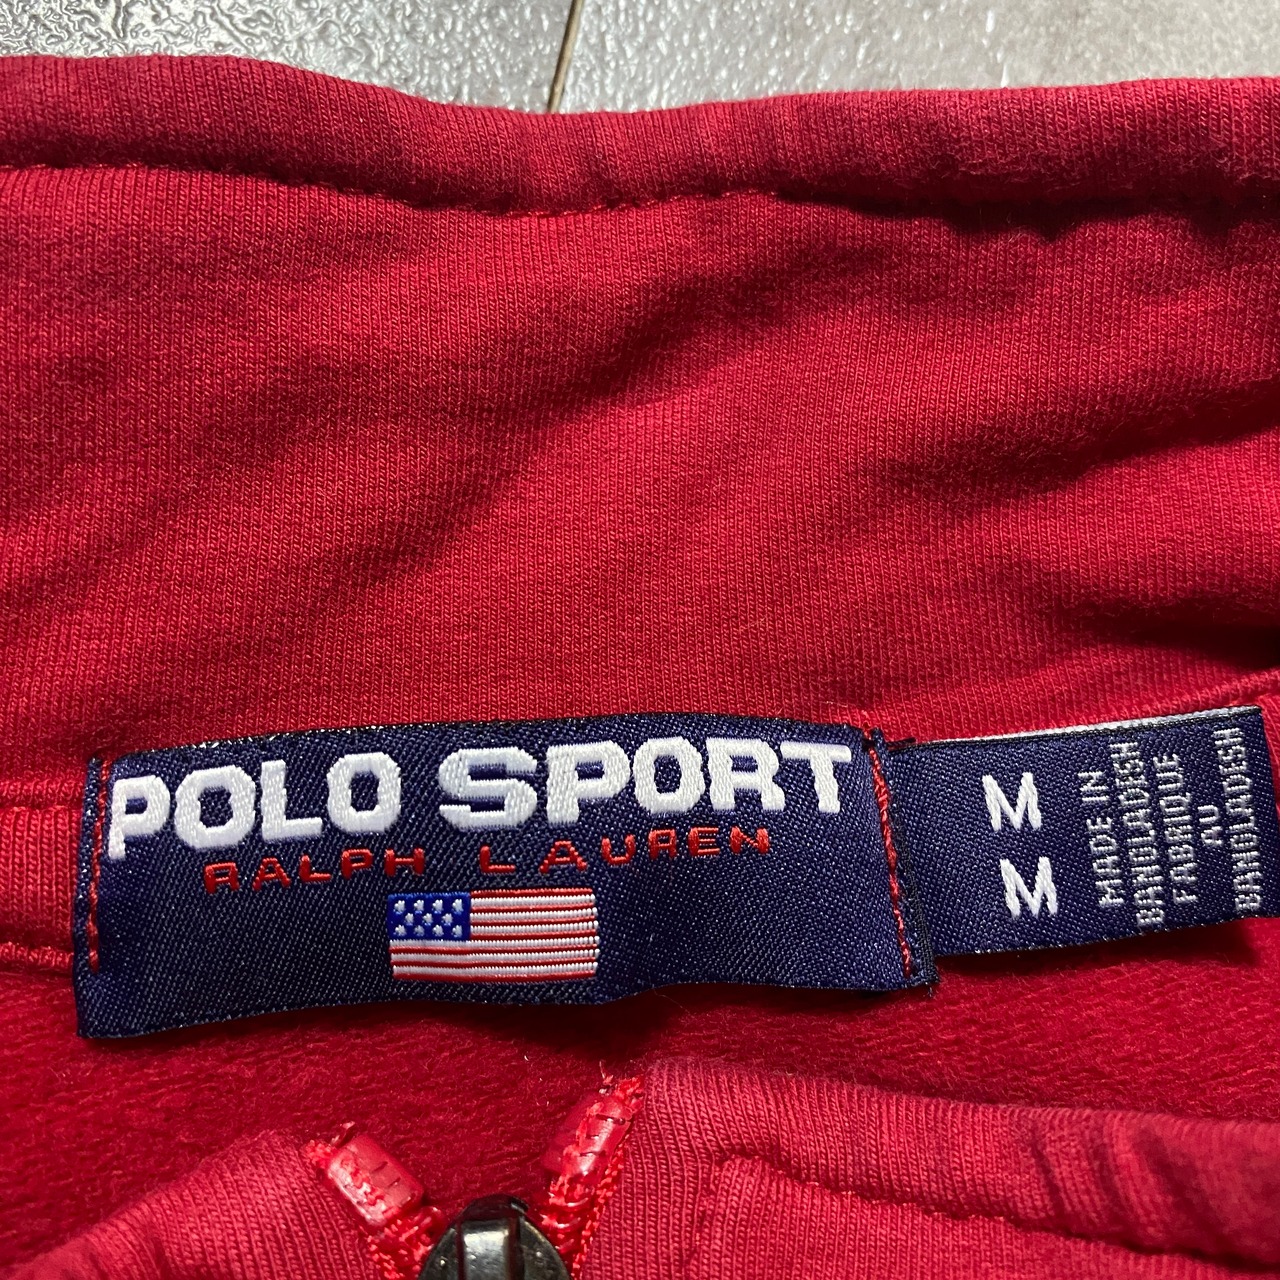 POLO SPORT
RALPH LAUREN
M
M
MADE IN
BANGLADESH
FABRIQUE
AU
BANGLADESH